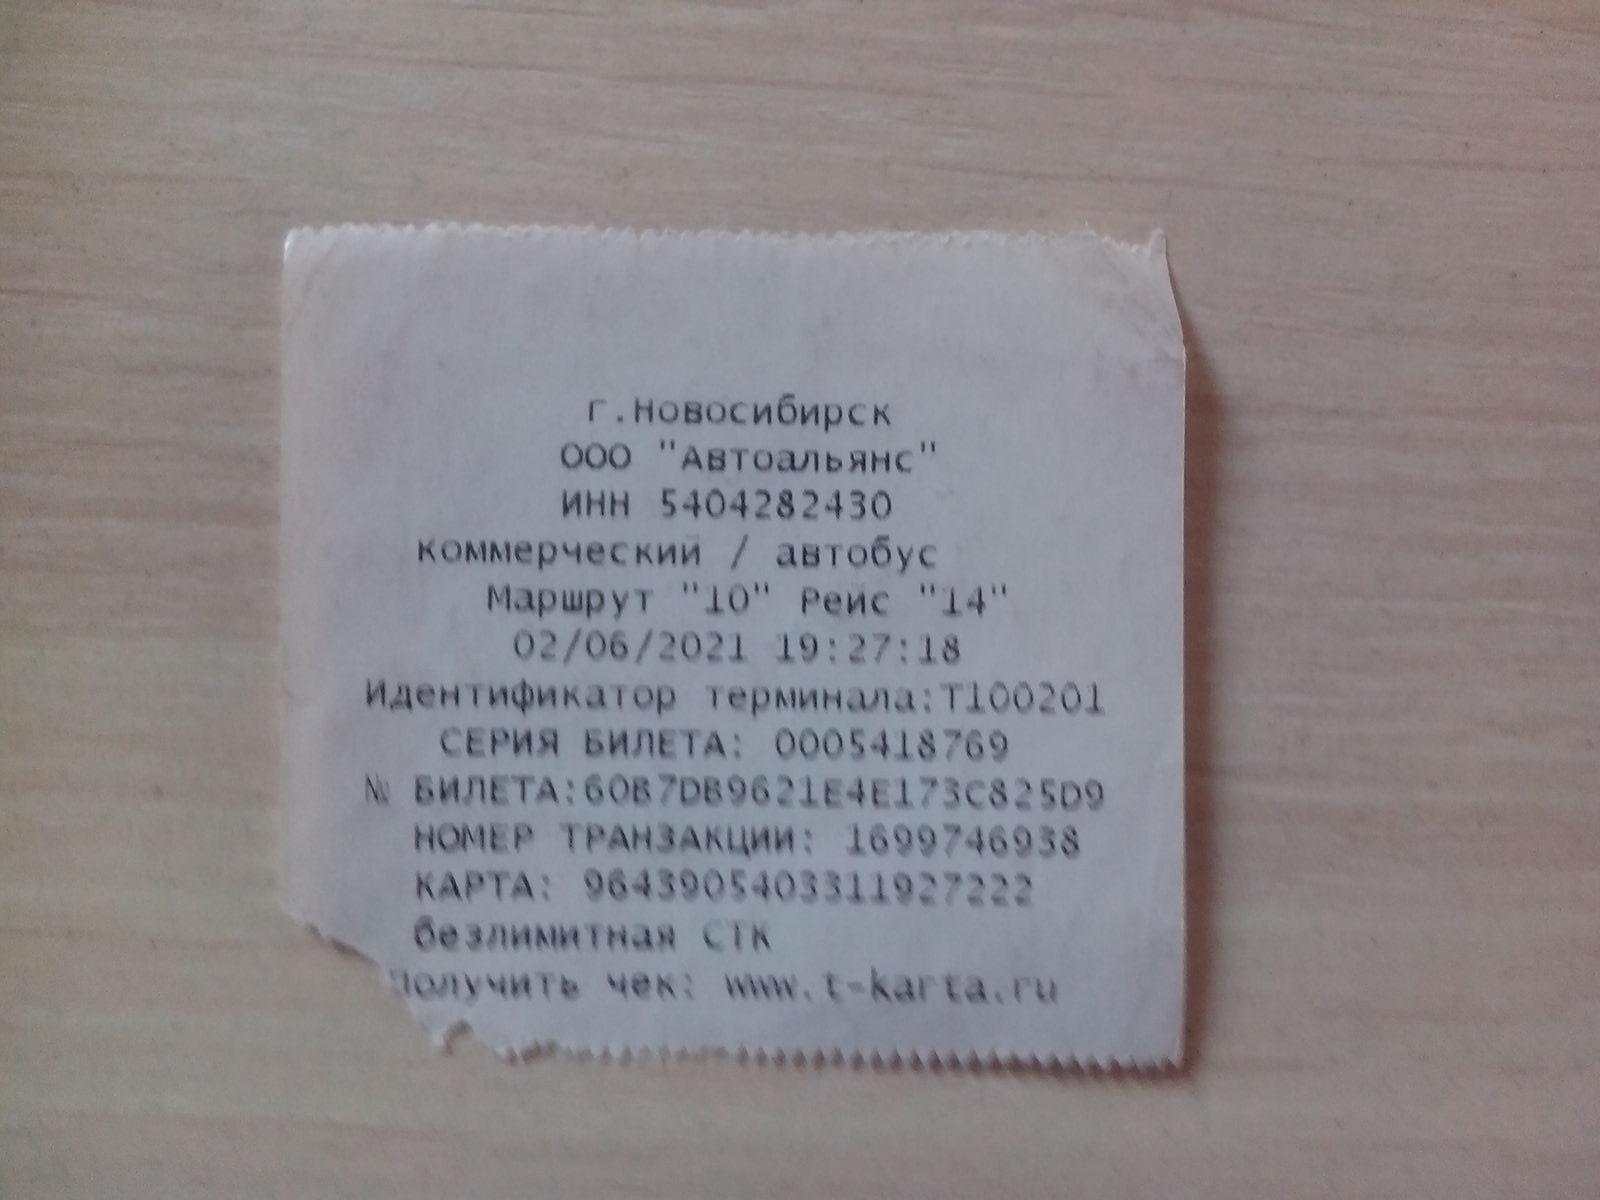 г.Новосибирск
ООО "Автоальянс"
ИНН 5404282430
коммерческий / автобус
Маршрут "10" Рейс "14"
02/06/2021 19:27:18
Идентификатор терминала:T100201
СЕРИЯ БИЛЕТА: 0005418769
№ БИЛЕТА:60B7DB9621E4E173C825D9
НОМЕР ТРАНЗАКЦИИ: 1699746938
КАРТА: 9643905403311927222
безлимитная СТК
Получить чек: www.t-karta.ru